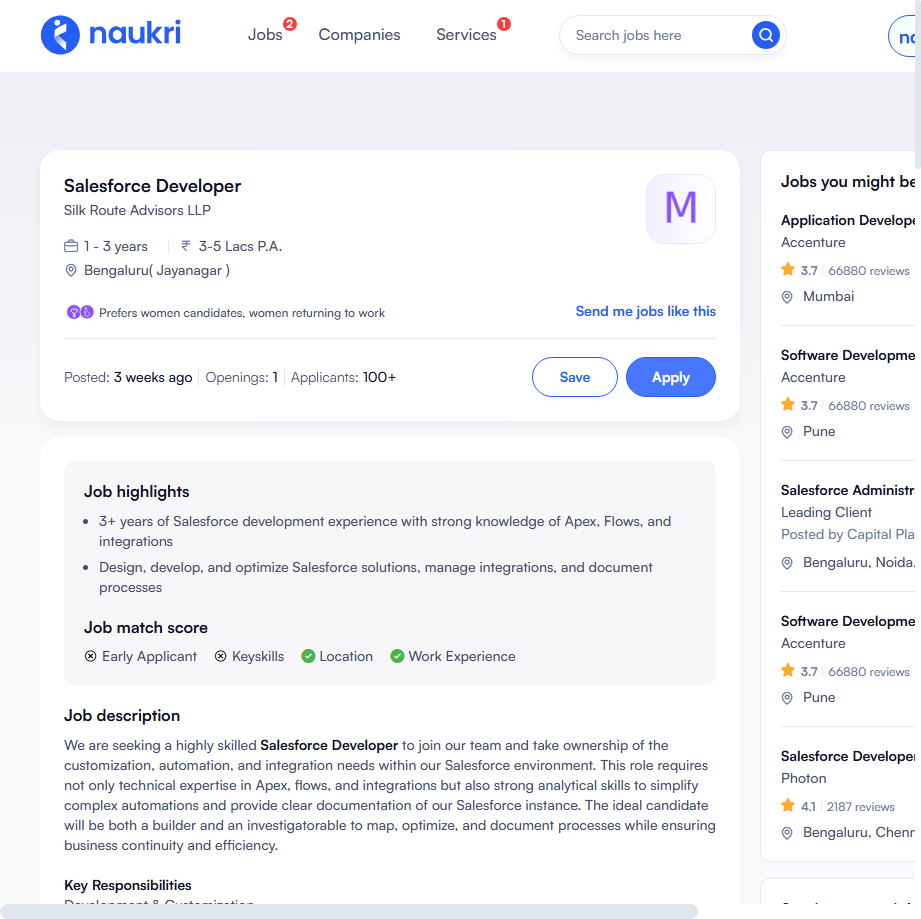 naukri
Jobs 2
Companies
Services 1
Search jobs here
Salesforce Developer
Silk Route Advisors LLP
1 - 3 years
₹ 3-5 Lacs P.A.
Bengaluru( Jayanagar )
Prefers women candidates, women returning to work
Send me jobs like this
Posted: 3 weeks ago
Openings: 1
Applicants: 100+
Save
Apply
M
Job highlights
3+ years of Salesforce development experience with strong knowledge of Apex, Flows, and
integrations
Design, develop, and optimize Salesforce solutions, manage integrations, and document
processes
Job match score
Early Applicant
Keyskills
Location
Work Experience
Job description
We are seeking a highly skilled Salesforce Developer to join our team and take ownership of the
customization, automation, and integration needs within our Salesforce environment. This role requires
not only technical expertise in Apex, flows, and integrations but also strong analytical skills to simplify
complex automations and provide clear documentation of our Salesforce instance. The ideal candidate
will be both a builder and an investigatorable to map, optimize, and document processes while ensuring
business continuity and efficiency.
Key Responsibilities
Development & Customization
Jobs you might be
Application Develope
Accenture
3.7 66880 reviews
Mumbai
Software Developme
Accenture
3.7 66880 reviews
Pune
Salesforce Administra
Leading Client
Posted by Capital Pla
Bengaluru, Noida,
Software Developme
Accenture
3.7 66880 reviews
Pune
Salesforce Developer
Photon
4.1 2187 reviews
Bengaluru, Chenn